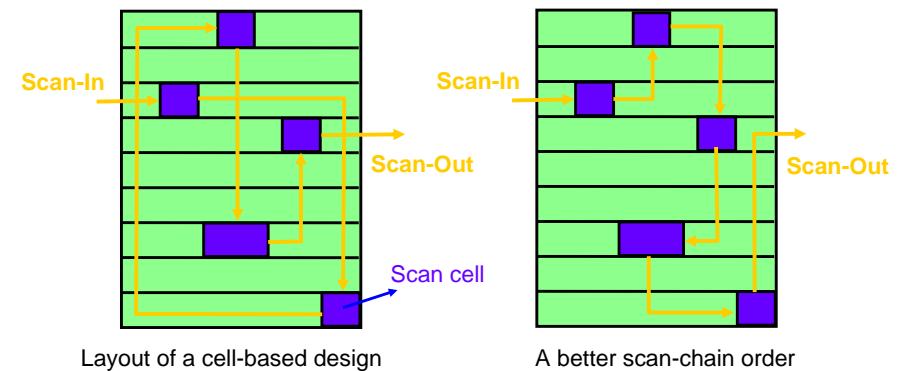 Scan-In
Scan-Out
Scan cell
Layout of a cell-based design
Scan-In
Scan-Out
A better scan-chain order